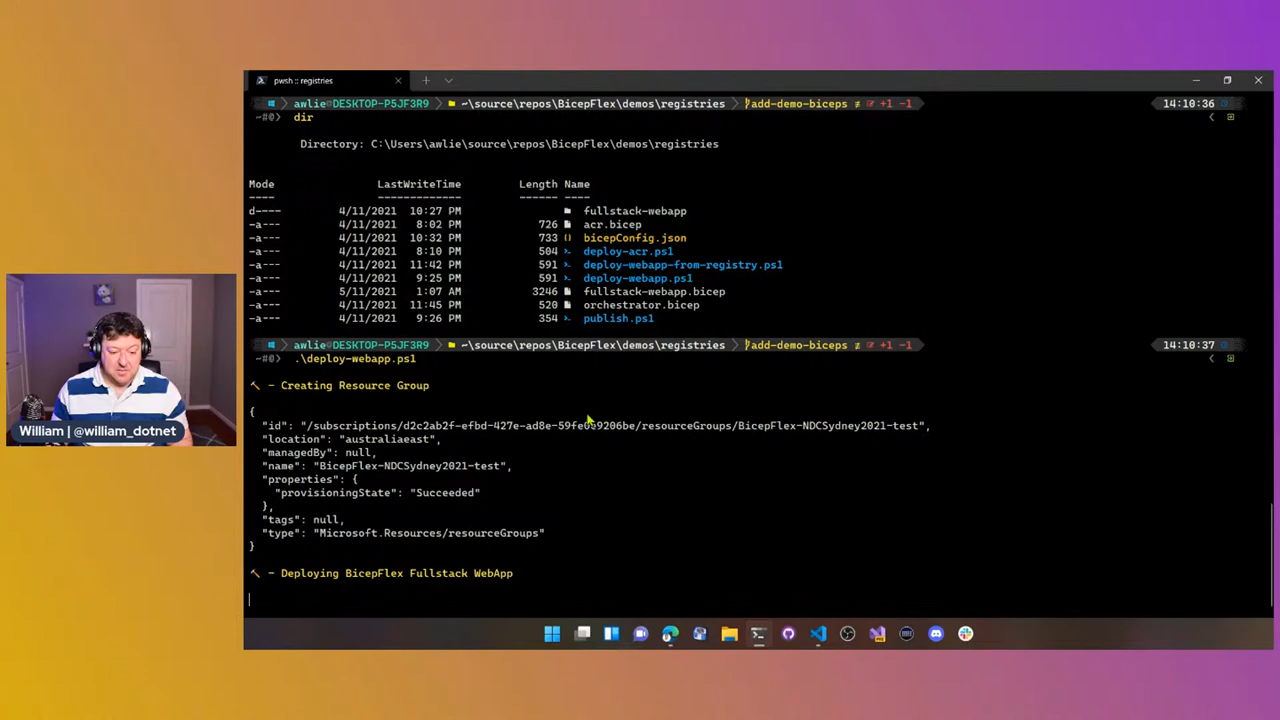 pwsh :: registries
awlie@DESKTOP-P5JF3R9 ~\source\repos\BicepFlex\demos\registries add-demo-biceps ≢ +1 -1 14:10:36
~#@❯ dir
Directory: C:\Users\awlie\source\repos\BicepFlex\demos\registries
Mode LastWriteTime Length Name
---- ------------- ------ ----
d---- 4/11/2021 10:27 PM fullstack-webapp
-a--- 4/11/2021 8:02 PM 726 acr.bicep
-a--- 4/11/2021 10:32 PM 733 bicepConfig.json
-a--- 4/11/2021 8:10 PM 504 deploy-acr.ps1
-a--- 4/11/2021 11:42 PM 591 deploy-webapp-from-registry.ps1
-a--- 4/11/2021 9:25 PM 591 deploy-webapp.ps1
-a--- 5/11/2021 1:07 AM 3246 fullstack-webapp.bicep
-a--- 4/11/2021 11:45 PM 520 orchestrator.bicep
-a--- 4/11/2021 9:26 PM 354 publish.ps1
awlie@DESKTOP-P5JF3R9 ~\source\repos\BicepFlex\demos\registries add-demo-biceps ≢ +1 -1 14:10:37
~#@❯ .\deploy-webapp.ps1
- Creating Resource Group
{
"id": "/subscriptions/d2c2ab2f-efbd-427e-ad8e-59fe0e9206be/resourceGroups/BicepFlex-NDCSydney2021-test",
"location": "australiaeast",
"managedBy": null,
"name": "BicepFlex-NDCSydney2021-test",
"properties": {
"provisioningState": "Succeeded"
},
"tags": null,
"type": "Microsoft.Resources/resourceGroups"
}
- Deploying BicepFlex Fullstack WebApp
William | @william_dotnet